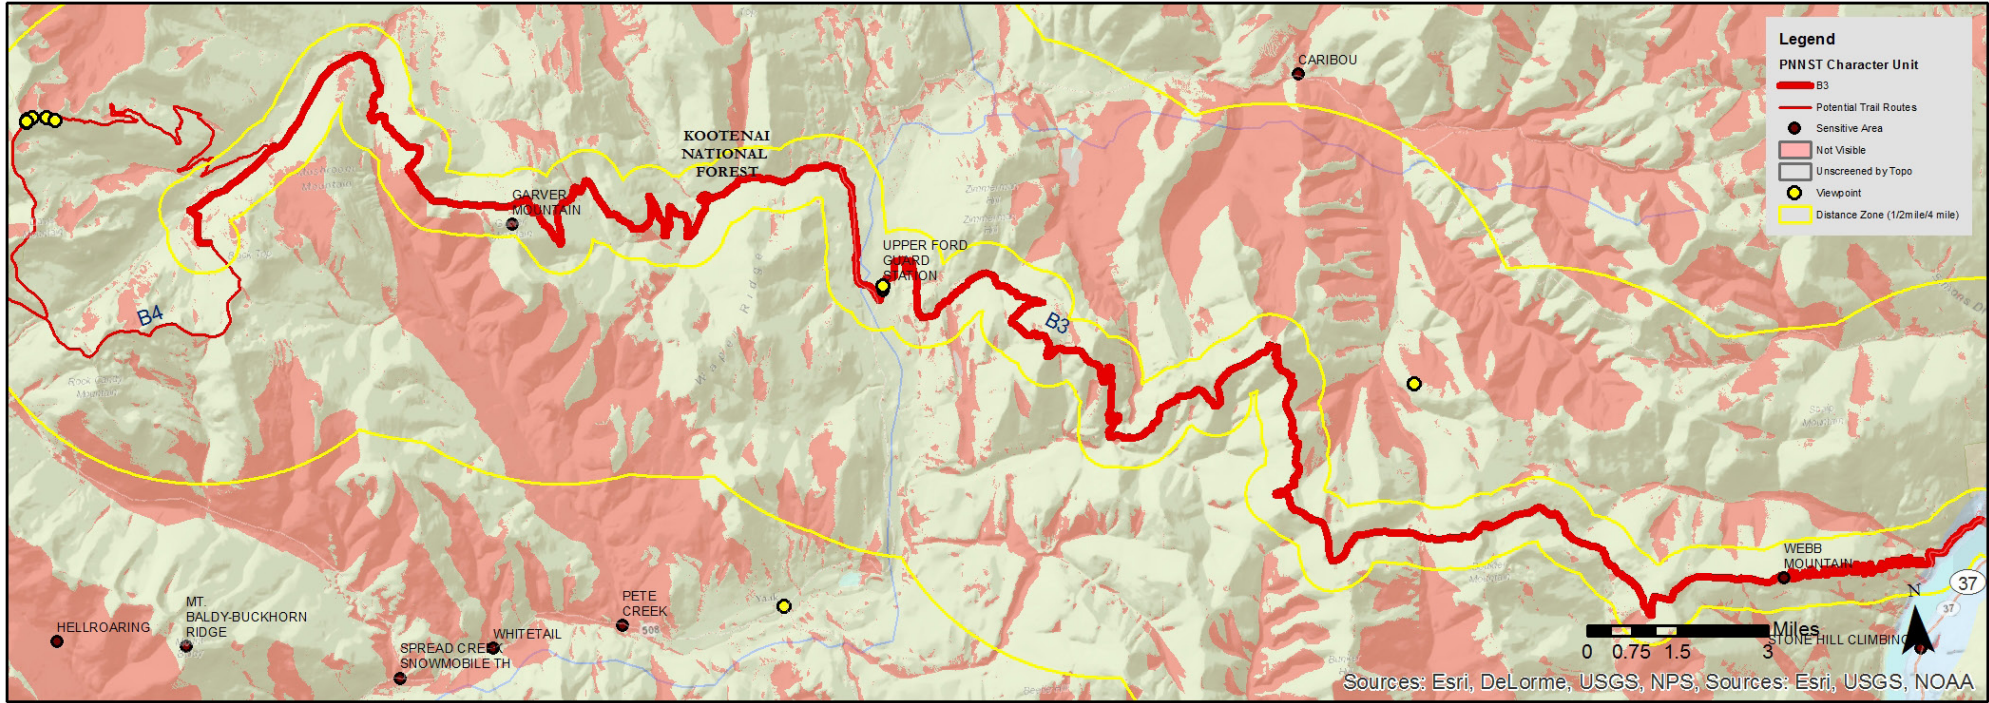 CARIBOU
Legend
PNNST Character Unit
B3
Potential Trail Routes
Sensitive Area
Not Visible
Unscreened by Topo
Viewpoint
Distance Zone (1/2mile/4 mile)
KOOTENAI
NATIONAL
FOREST
GARVER
MOUNTAIN
Mountain
UPPER FORD
GUARD
STATION
B4
B3
WEBB
MOUNTAIN
37
37
N
Miles
0 0.75 1.5 3
STONE HILL CLIMBING
PETE
CREEK
508
Yaak
MT.
BALDY-BUCKHORN
RIDGE
HELLROARING
WHITETAIL
SPREAD CREEK
SNOWMOBILE TH
Sources: Esri, DeLorme, USGS, NPS, Sources: Esri, USGS, NOAA